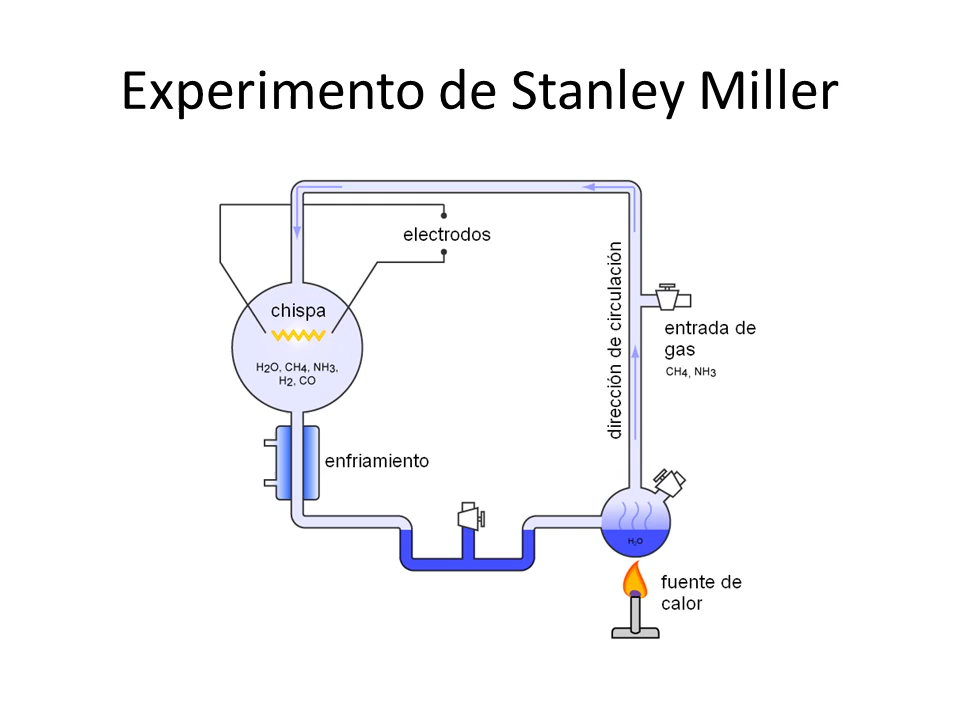 Experimento de Stanley Miller
electrodos
chispa
H2O, CH4, NH3,
H2, CO
dirección de circulación
entrada de
gas
CH4, NH3
enfriamiento
H2O
fuente de
calor